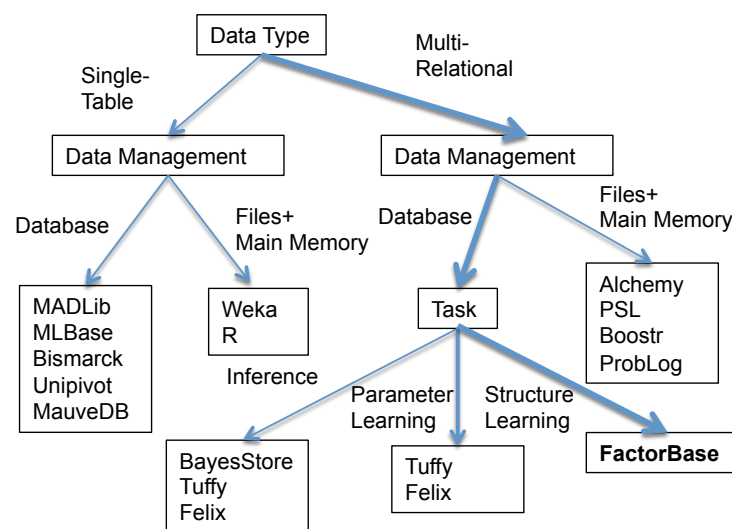 Data Type
Single-
Table
Multi-
Relational
Data Management
Data Management
Database
Files+
Main Memory
Database
Files+
Main Memory
MADLib
MLBase
Bismarck
Unipivot
MauveDB
Weka
R
Task
Alchemy
PSL
Boostr
ProbLog
Inference
Parameter
Learning
Structure
Learning
BayesStore
Tuffy
Felix
Tuffy
Felix
FactorBase